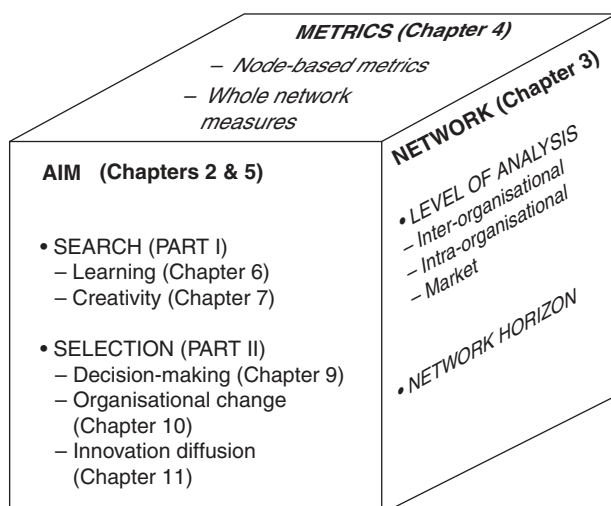 METRICS (Chapter 4)
– Node-based metrics
– Whole network
measures
AIM (Chapters 2 & 5)
• SEARCH (PART I)
– Learning (Chapter 6)
– Creativity (Chapter 7)
• SELECTION (PART II)
– Decision-making (Chapter 9)
– Organisational change
(Chapter 10)
– Innovation diffusion
(Chapter 11)
NETWORK (Chapter 3)
• LEVEL OF ANALYSIS
– Inter-organisational
– Intra-organisational
– Market
• NETWORK HORIZON